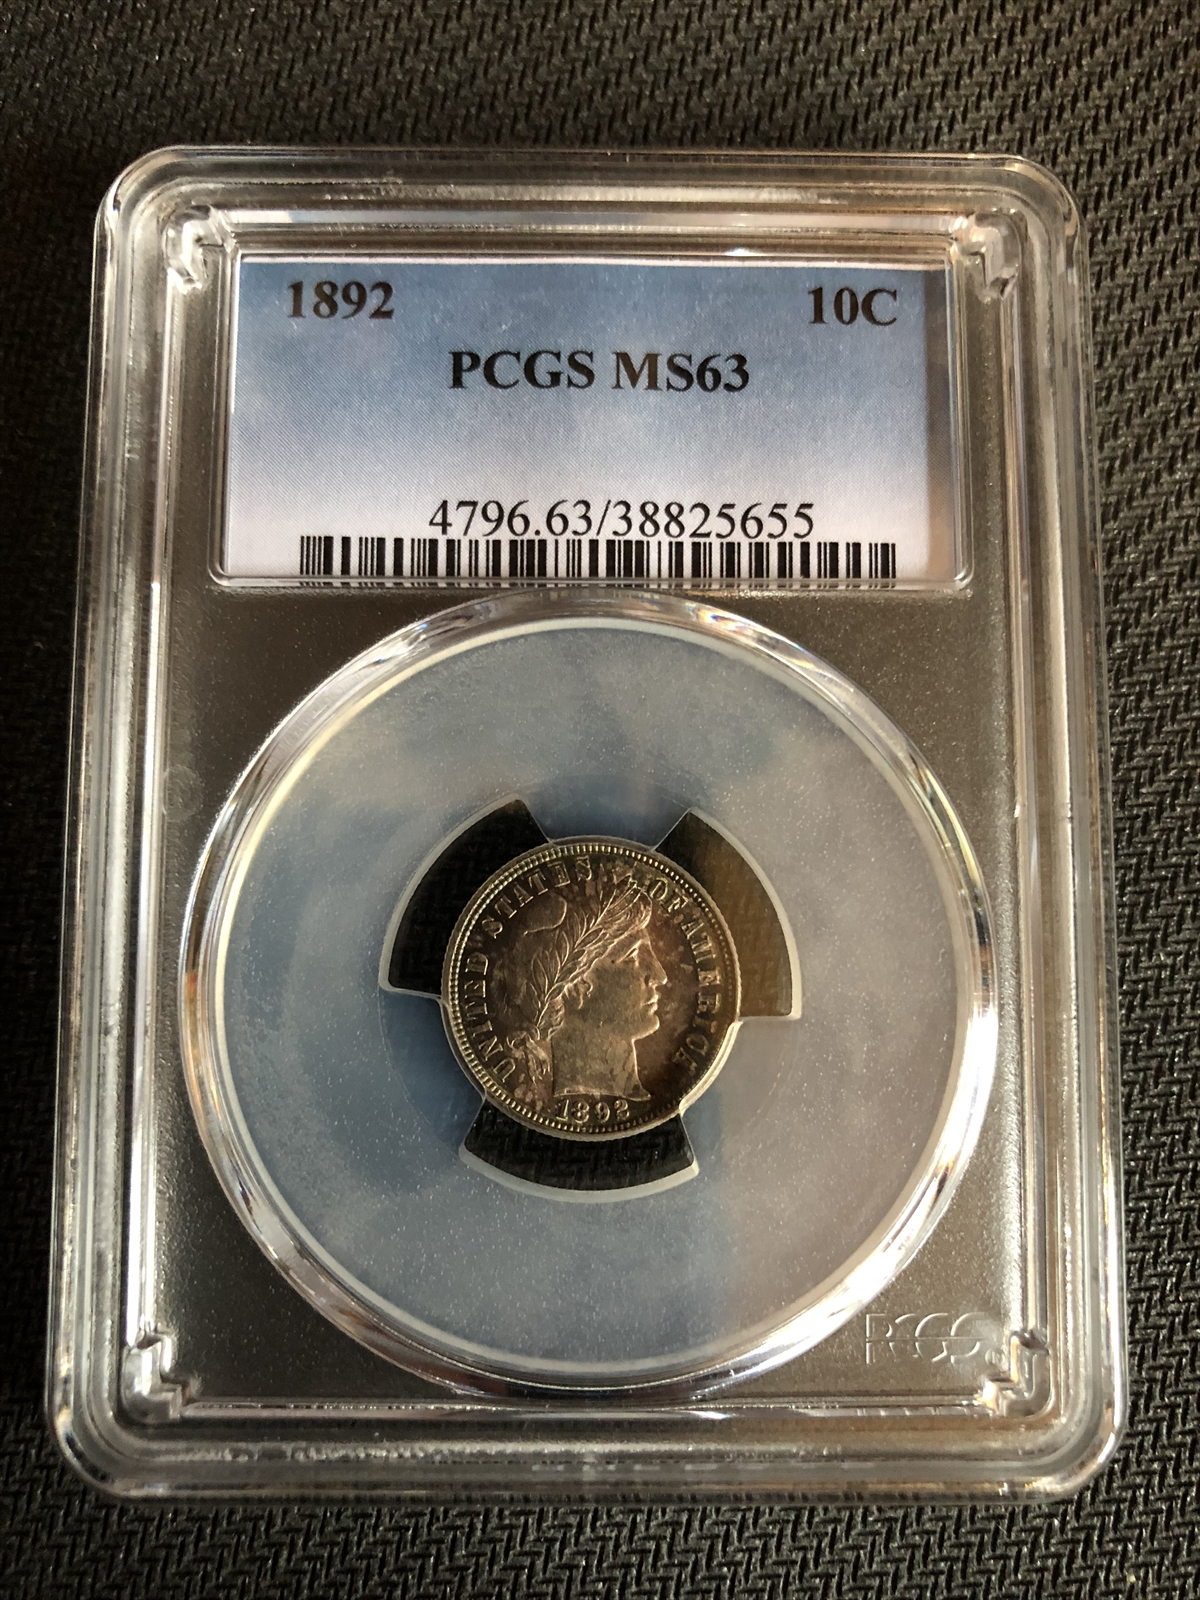 1892 10C
PCGS MS63
4796.63/38825655
UNITED STATES OF AMERICA
1892
PCGS